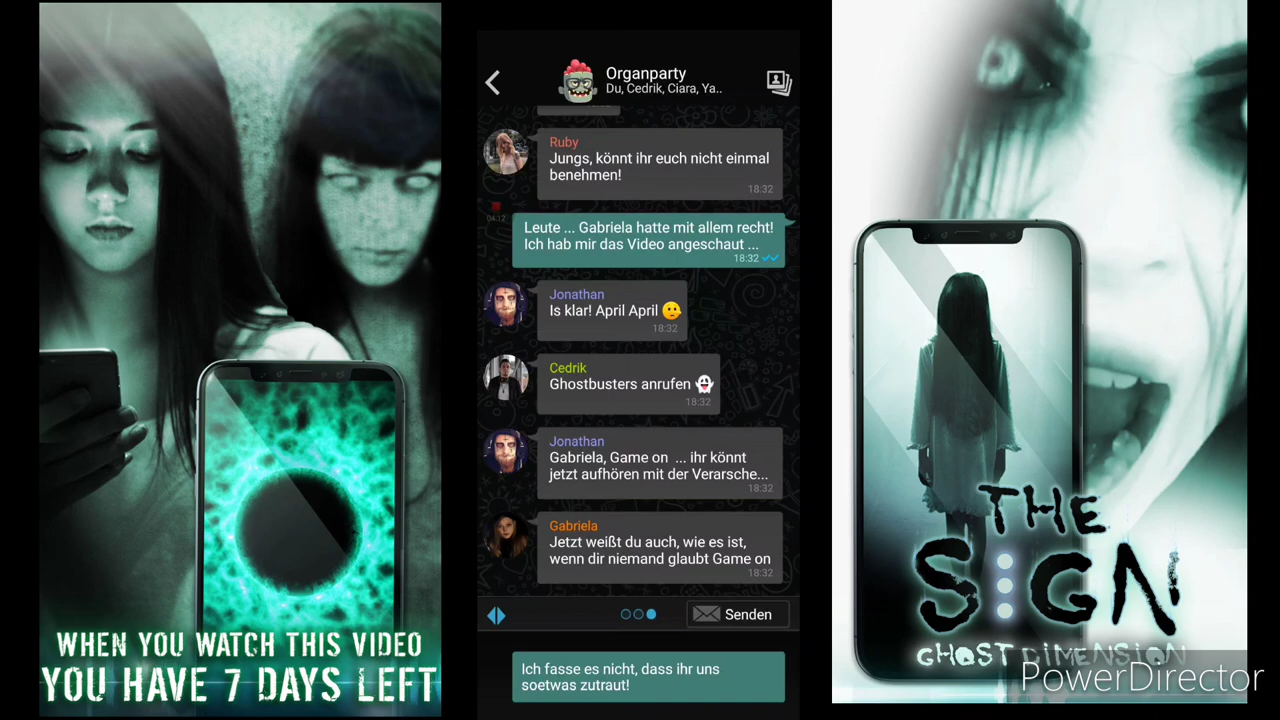 WHEN YOU WATCH THIS VIDEO
YOU HAVE 7 DAYS LEFT
Organparty
Du, Cedrik, Ciara, Ya..
Ruby
Jungs, könnt ihr euch nicht einmal
benehmen!
18:32
04:12
Leute ... Gabriela hatte mit allem recht!
Ich hab mir das Video angeschaut ...
18:32
Jonathan
Is klar! April April 🤥
18:32
Cedrik
Ghostbusters anrufen 👻
18:32
Jonathan
Gabriela, Game on ... ihr könnt
jetzt aufhören mit der Verarsche...
18:32
Gabriela
Jetzt weißt du auch, wie es ist,
wenn dir niemand glaubt Game on
18:32
Senden
Ich fasse es nicht, dass ihr uns
soetwas zutraut!
THE
SIGN
GHOST DIMENSION
PowerDirector